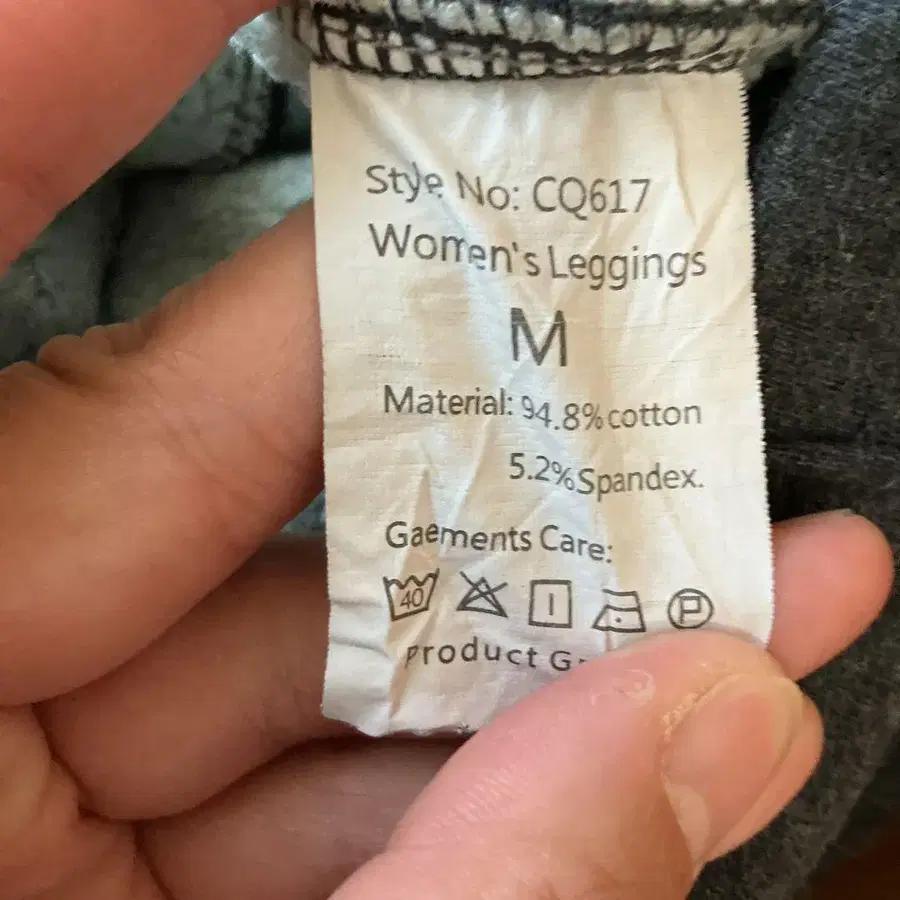 Style No: CQ617
Women's Leggings
M
Material: 94.8% cotton
5.2% Spandex.
Gaements Care:
40
P
Product